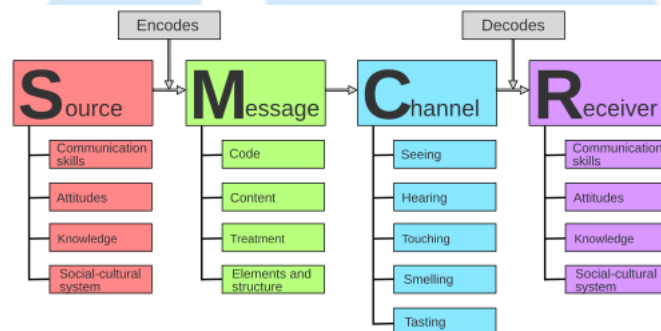 Encodes
Decodes
Source
Message
Channel
Receiver
Communication
skills
Attitudes
Knowledge
Social-cultural
system
Code
Content
Treatment
Elements and
structure
Seeing
Hearing
Touching
Smelling
Tasting
Communication
skills
Attitudes
Knowledge
Social-cultural
system